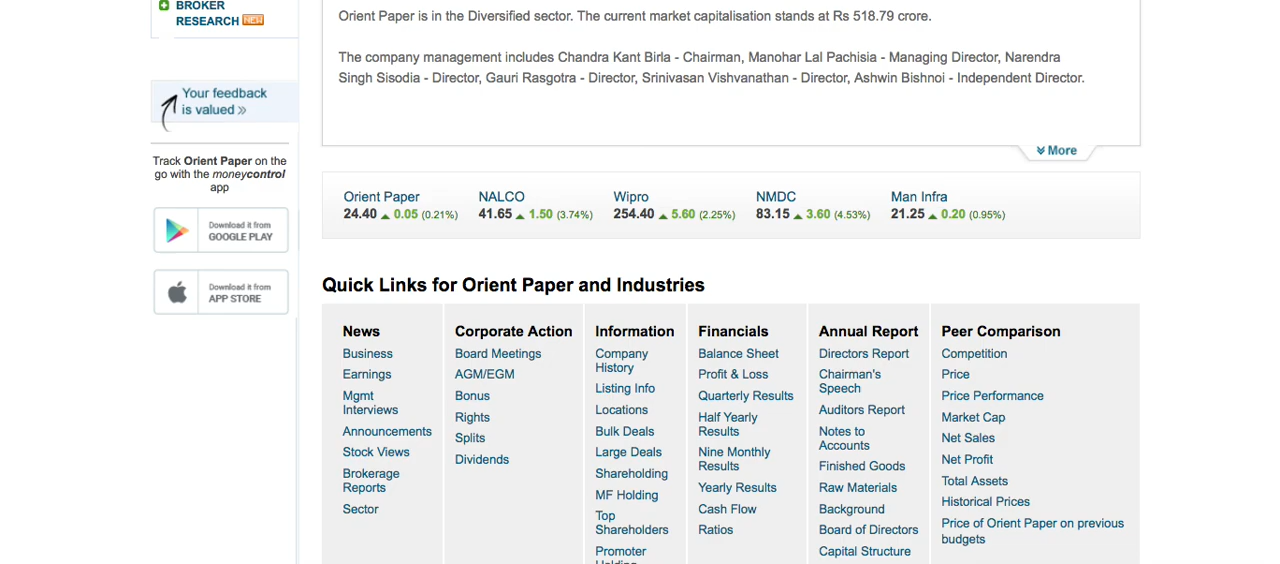 BROKER
RESEARCH NEW
Your feedback
is valued »
Track Orient Paper on the
go with the moneycontrol
app
Download it from
GOOGLE PLAY
Download it from
APP STORE
Orient Paper is in the Diversified sector. The current market capitalisation stands at Rs 518.79 crore.
The company management includes Chandra Kant Birla - Chairman, Manohar Lal Pachisia - Managing Director, Narendra
Singh Sisodia - Director, Gauri Rasgotra - Director, Srinivasan Vishvanathan - Director, Ashwin Bishnoi - Independent Director.
More
Orient Paper
24.40 0.05 (0.21%)
NALCO
41.65 1.50 (3.74%)
Wipro
254.40 5.60 (2.25%)
NMDC
83.15 3.60 (4.53%)
Man Infra
21.25 0.20 (0.95%)
Quick Links for Orient Paper and Industries
News
Business
Earnings
Mgmt
Interviews
Announcements
Stock Views
Brokerage
Reports
Sector
Corporate Action
Board Meetings
AGM/EGM
Bonus
Rights
Splits
Dividends
Information
Company
History
Listing Info
Locations
Bulk Deals
Large Deals
Shareholding
MF Holding
Top
Shareholders
Promoter
Holding
Financials
Balance Sheet
Profit & Loss
Quarterly Results
Half Yearly
Results
Nine Monthly
Results
Yearly Results
Cash Flow
Ratios
Annual Report
Directors Report
Chairman's
Speech
Auditors Report
Notes to
Accounts
Finished Goods
Raw Materials
Background
Board of Directors
Capital Structure
Peer Comparison
Competition
Price
Price Performance
Market Cap
Net Sales
Net Profit
Total Assets
Historical Prices
Price of Orient Paper on previous
budgets